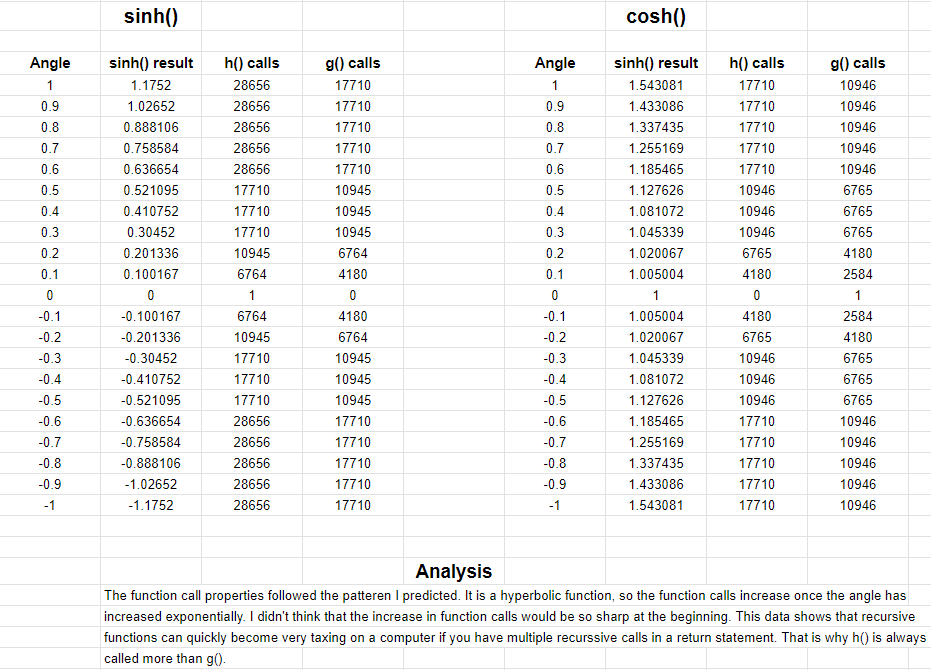 sinh() cosh()
Angle sinh() result h() calls g() calls Angle sinh() result h() calls g() calls
1 1.1752 28656 17710 1 1.543081 17710 10946
0.9 1.02652 28656 17710 0.9 1.433086 17710 10946
0.8 0.888106 28656 17710 0.8 1.337435 17710 10946
0.7 0.758584 28656 17710 0.7 1.255169 17710 10946
0.6 0.636654 28656 17710 0.6 1.185465 17710 10946
0.5 0.521095 17710 10945 0.5 1.127626 10946 6765
0.4 0.410752 17710 10945 0.4 1.081072 10946 6765
0.3 0.30452 17710 10945 0.3 1.045339 10946 6765
0.2 0.201336 10945 6764 0.2 1.020067 6765 4180
0.1 0.100167 6764 4180 0.1 1.005004 4180 2584
0 0 1 0 0 1 0 1
-0.1 -0.100167 6764 4180 -0.1 1.005004 4180 2584
-0.2 -0.201336 10945 6764 -0.2 1.020067 6765 4180
-0.3 -0.30452 17710 10945 -0.3 1.045339 10946 6765
-0.4 -0.410752 17710 10945 -0.4 1.081072 10946 6765
-0.5 -0.521095 17710 10945 -0.5 1.127626 10946 6765
-0.6 -0.636654 28656 17710 -0.6 1.185465 17710 10946
-0.7 -0.758584 28656 17710 -0.7 1.255169 17710 10946
-0.8 -0.888106 28656 17710 -0.8 1.337435 17710 10946
-0.9 -1.02652 28656 17710 -0.9 1.433086 17710 10946
-1 -1.1752 28656 17710 -1 1.543081 17710 10946
Analysis
The function call properties followed the patteren I predicted. It is a hyperbolic function, so the function calls increase once the angle has
increased exponentially. I didn't think that the increase in function calls would be so sharp at the beginning. This data shows that recursive
functions can quickly become very taxing on a computer if you have multiple recurssive calls in a return statement. That is why h() is always
called more than g().